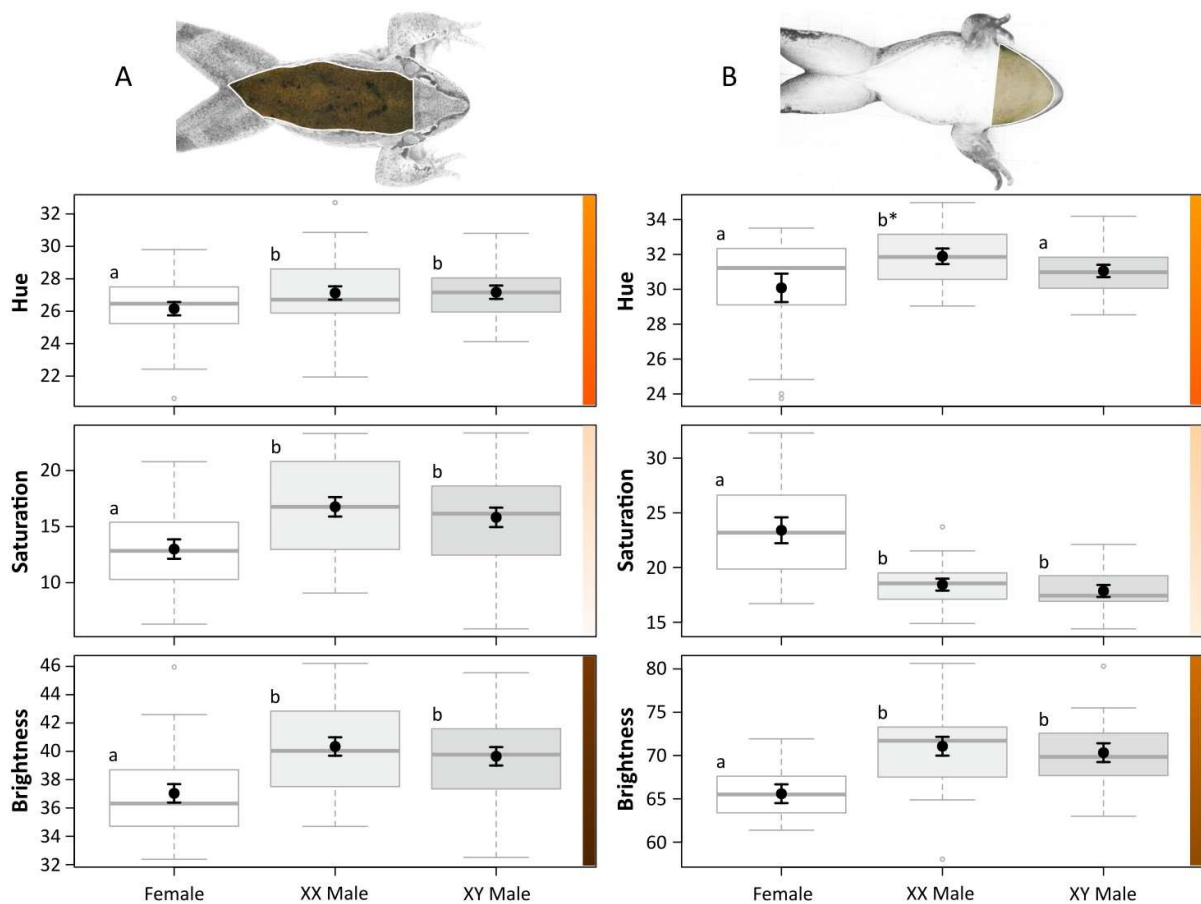 A
B
Hue
32
30
28
26
24
22
a
b
b
Hue
34
32
30
28
26
24
a
b*
a
Saturation
20
15
10
a
b
b
Saturation
30
25
20
15
a
b
b
Brightness
46
44
42
40
38
36
34
32
a
b
b
Brightness
80
75
70
65
60
a
b
b
Female XX Male XY Male
Female XX Male XY Male